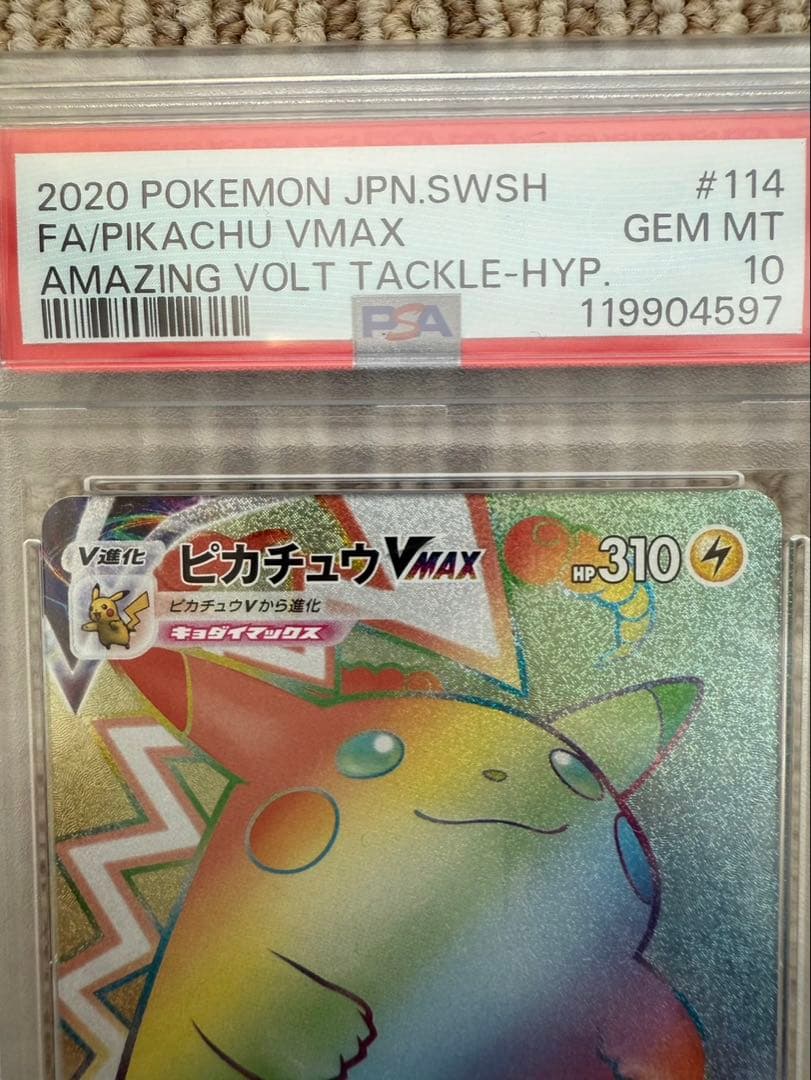 2020 POKEMON JPN.SWSH #114
FA/PIKACHU VMAX GEM MT
AMAZING VOLT TACKLE-HYP. 10
119904597
PSA
V進化 ピカチュウVMAX HP310
ピカチュウVから進化
キョダイマックス